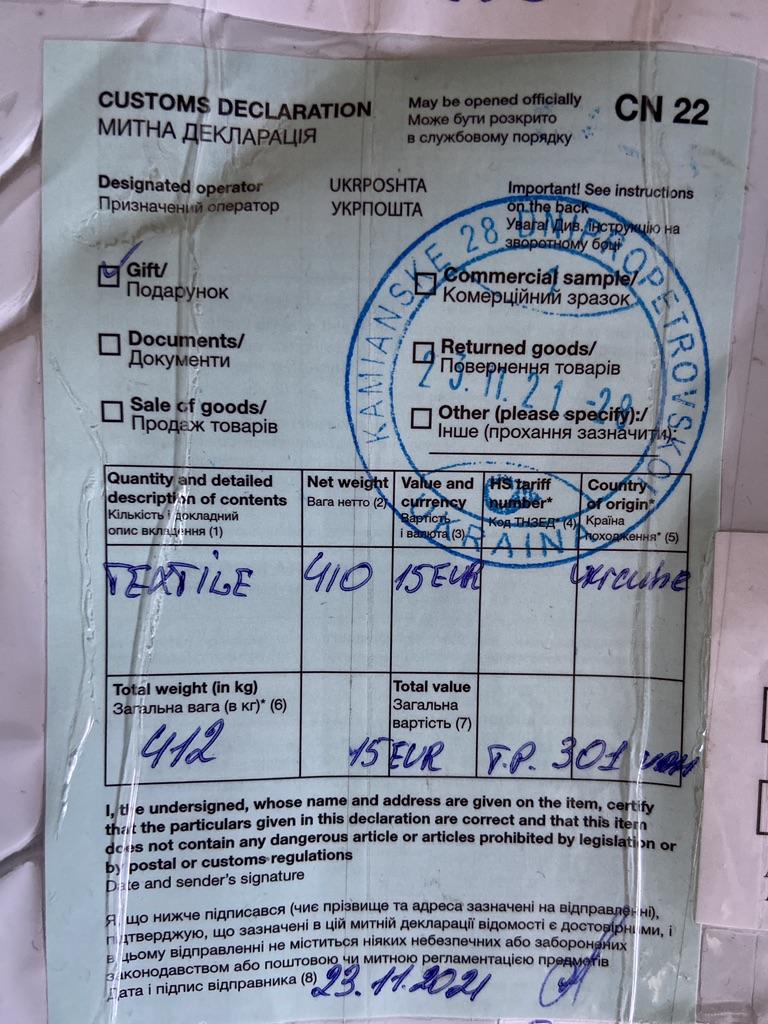 CUSTOMS DECLARATION
МИТНА ДЕКЛАРАЦІЯ
May be opened officially
Може бути розкрито
в службовому порядку
CN 22
Designated operator
Призначений оператор
UKRPOSHTA
УКРПОШТА
Important! See instructions
on the back
Увага! Див. інструкцію на
зворотному боці
Gift/
Подарунок
Commercial sample/
Комерційний зразок
Documents/
Документи
Returned goods/
Повернення товарів
Sale of goods/
Продаж товарів
Other (please specify):/
Інше (прохання зазначити):
KAMIANSKE 28 DNIPROPETROVSKOI
1
23.11.21 -28
UKRAINE
Quantity and detailed
description of contents
Кількість і докладний
опис вкладення (1)
Net weight
Вага нетто (2)
Value and
currency
Вартість
і валюта (3)
HS tariff
number*
Код ТНЗЕД* (4)
Country
of origin*
Країна
походження* (5)
TEXTILE 410 15 EUR Ukraine
Total weight (in kg)
Загальна вага (в кг)* (6)
412
Total value
Загальна
вартість (7)
15 EUR Т.Р. 301
I, the undersigned, whose name and address are given on the item, certify
that the particulars given in this declaration are correct and that this item
does not contain any dangerous article or articles prohibited by legislation or
by postal or customs regulations
Date and sender's signature
Я, що нижче підписався (чиє прізвище та адреса зазначені на відправленні),
підтверджую, що зазначені в цій митній декларації відомості є достовірними, і
в цьому відправленні не міститься ніяких небезпечних або заборонених
законодавством або поштовою чи митною регламентацією предметів
Дата і підпис відправника (8) 23.11.2021